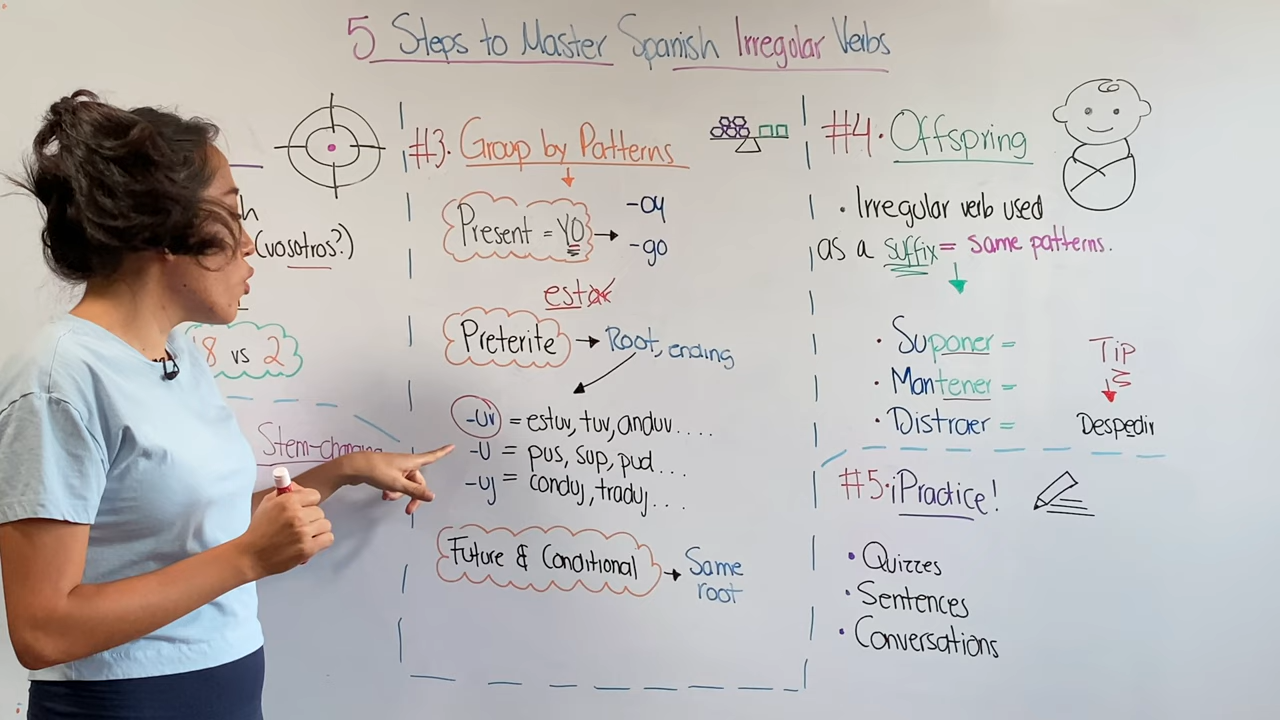 5 Steps to Master Spanish Irregular Verbs
(vosotros?)
8 vs 2
Stem-changing
#3. Group by Patterns
Present = YO → -oy
-go
estar
Preterite → Root, ending
-uv = estuv, tuv, anduv....
-u = pus, sup, pud...
-uj = conduj, traduj...
Future & Conditional → Same
root
#4. Offspring
• Irregular verb used
as a suffix = same patterns.
• Suponer =
• Mantener =
• Distraer =
Tip
Despedir
#5. ¡Practice!
• Quizzes
• Sentences
• Conversations